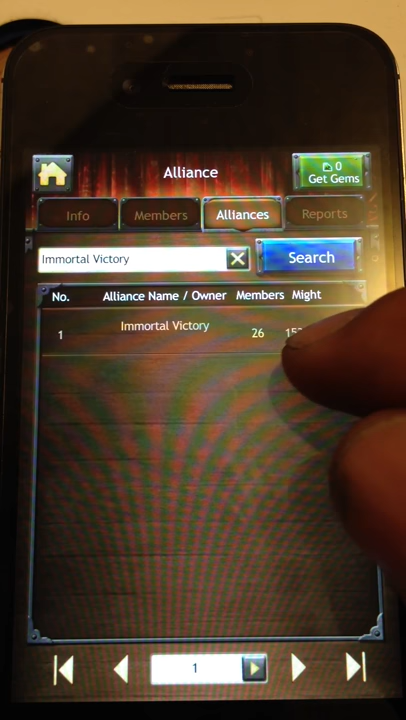 Alliance
0
Get Gems
Info
Members
Alliances
Reports
Immortal Victory
Search
No. Alliance Name / Owner Members Might
1 Immortal Victory 26
1